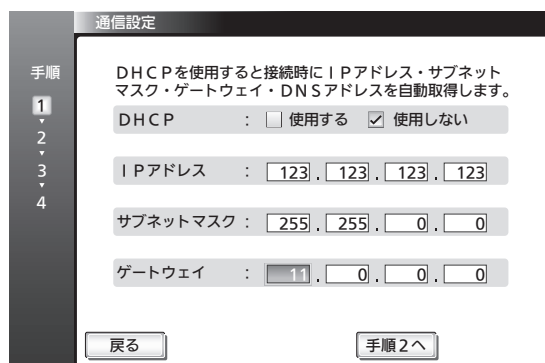 通信設定
手順
1
2
3
4
DHCPを使用すると接続時にIPアドレス・サブネット
マスク・ゲートウェイ・DNSアドレスを自動取得します。
DHCP : 使用する 使用しない
IPアドレス : 123 . 123 . 123 . 123
サブネットマスク : 255 . 255 . 0 . 0
ゲートウェイ : 11 . 0 . 0 . 0
戻る 手順2へ